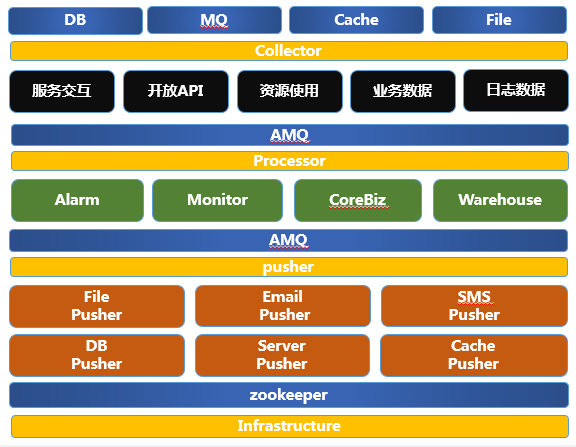 DB
MQ
Cache
File
Collector
服务交互
开放API
资源使用
业务数据
日志数据
AMQ
Processor
Alarm
Monitor
CoreBiz
Warehouse
AMQ
pusher
File
Pusher
Email
Pusher
SMS
Pusher
DB
Pusher
Server
Pusher
Cache
Pusher
zookeeper
Infrastructure